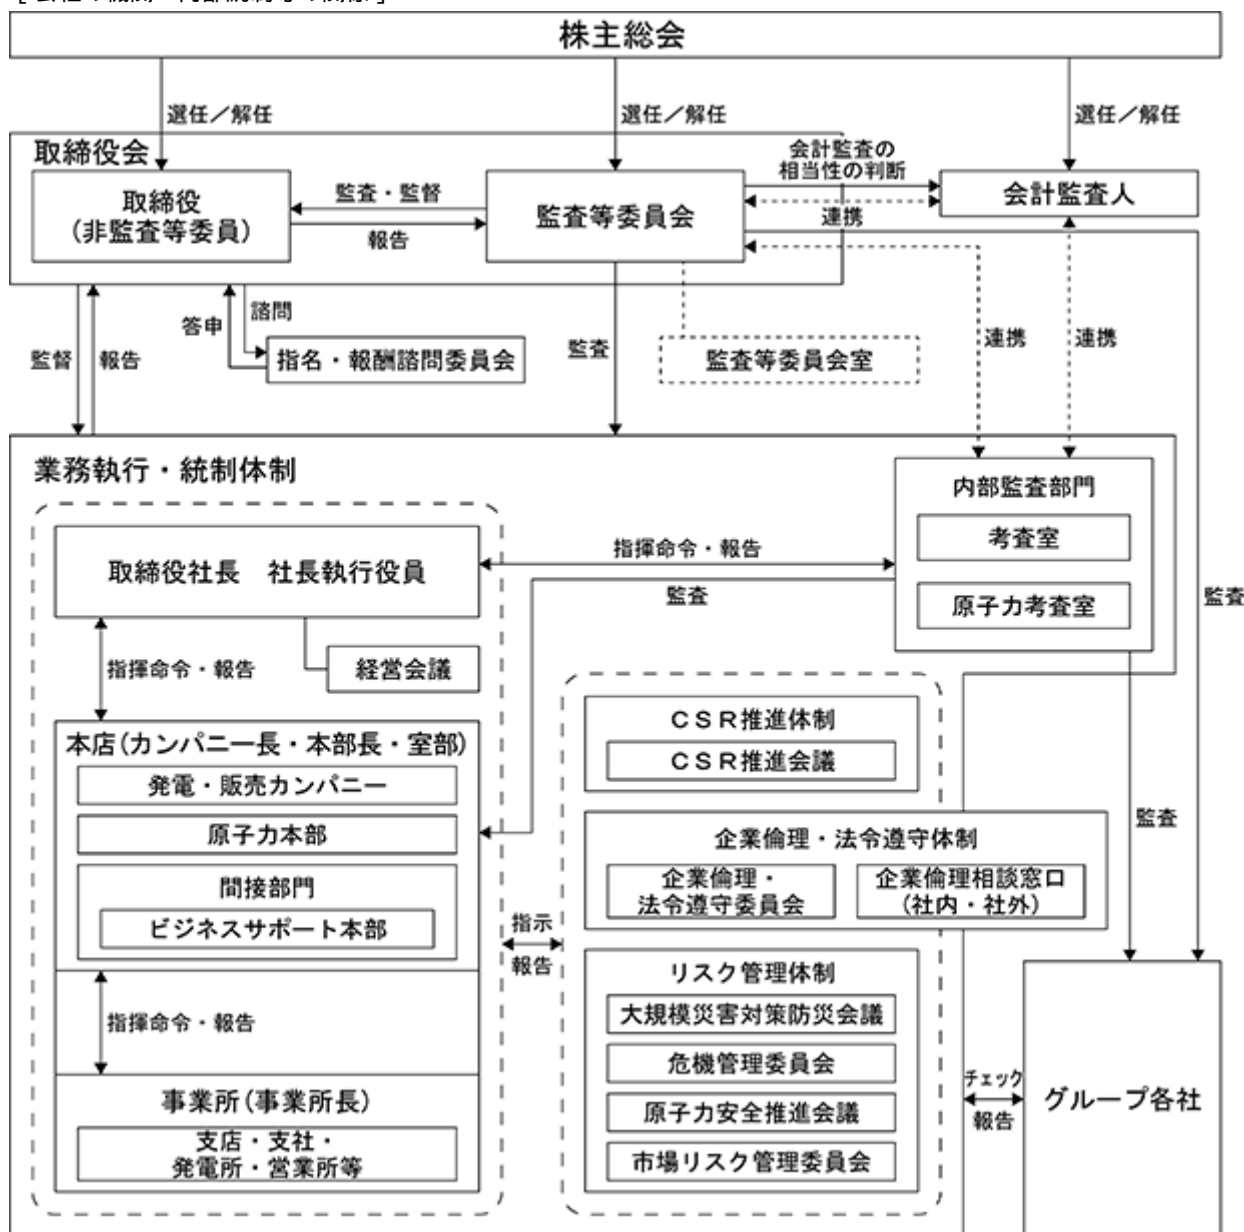 [会社の機関・内部統制等の関係]
株主総会
選任／解任
選任／解任
選任／解任
取締役会
会計監査の
相当性の判断
取締役
(非監査等委員)
監査・監督
報告
監査等委員会
連携
会計監査人
諮問
答申
監督
報告
指名・報酬諮問委員会
監査
監査等委員会室
連携
連携
業務執行・統制体制
内部監査部門
考査室
原子力考査室
取締役社長　社長執行役員
指揮命令・報告
監査
監査
指揮命令・報告
経営会議
本店(カンパニー長・本部長・室部)
発電・販売カンパニー
原子力本部
間接部門
ビジネスサポート本部
指揮命令・報告
事業所(事業所長)
支店・支社・
発電所・営業所等
指示
報告
ＣＳＲ推進体制
ＣＳＲ推進会議
企業倫理・法令遵守体制
企業倫理・
法令遵守委員会
企業倫理相談窓口
(社内・社外)
リスク管理体制
大規模災害対策防災会議
危機管理委員会
原子力安全推進会議
市場リスク管理委員会
監査
チェック
報告
グループ各社